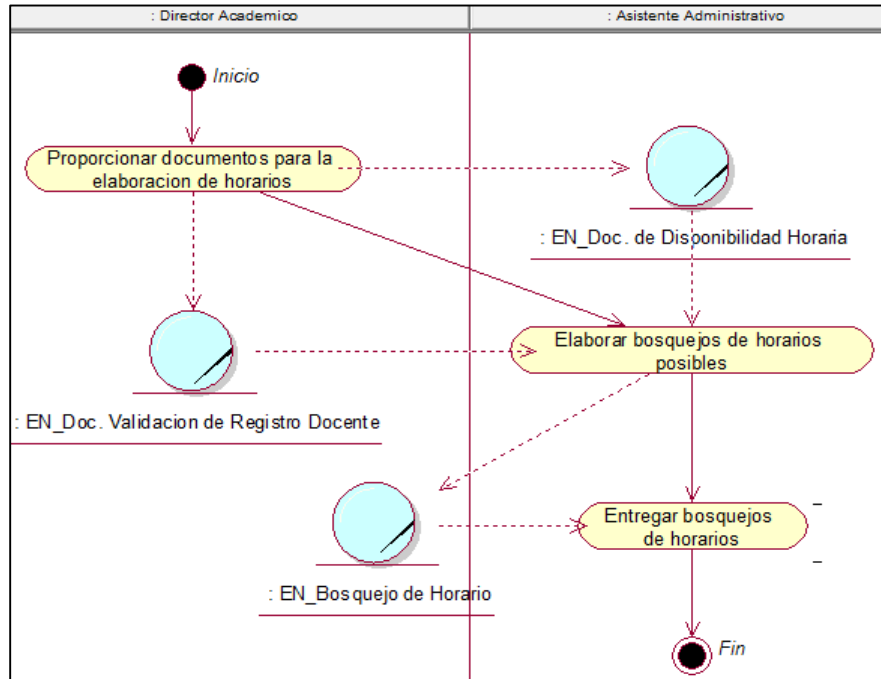 : Director Academico
: Asistente Administrativo
Inicio
Proporcionar documentos para la
elaboracion de horarios
: EN_Doc. de Disponibilidad Horaria
Elaborar bosquejos de horarios
posibles
: EN_Doc. Validacion de Registro Docente
Entregar bosquejos
de horarios
: EN_Bosquejo de Horario
Fin